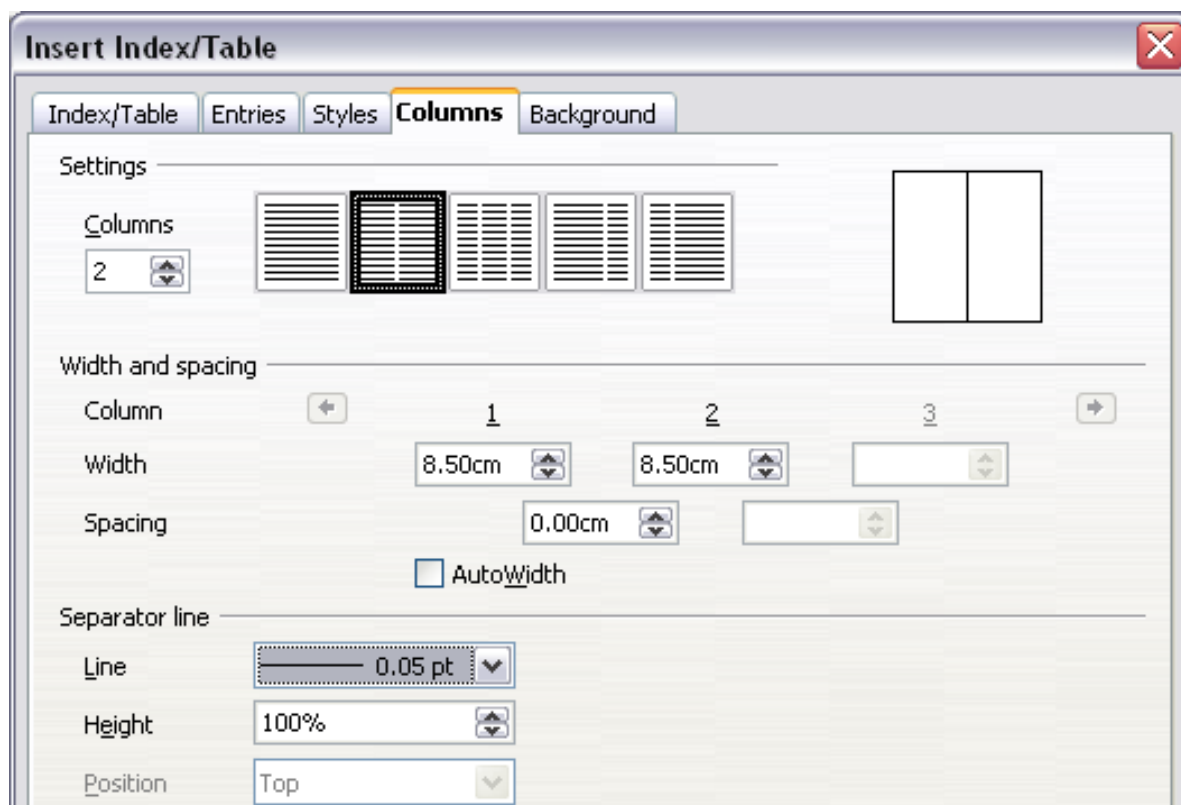 Insert Index/Table
Index/Table Entries Styles Columns Background
Settings
Columns
2
Width and spacing
Column 1 2 3
Width 8.50cm 8.50cm
Spacing 0.00cm
AutoWidth
Separator line
Line 0.05 pt
Height 100%
Position Top